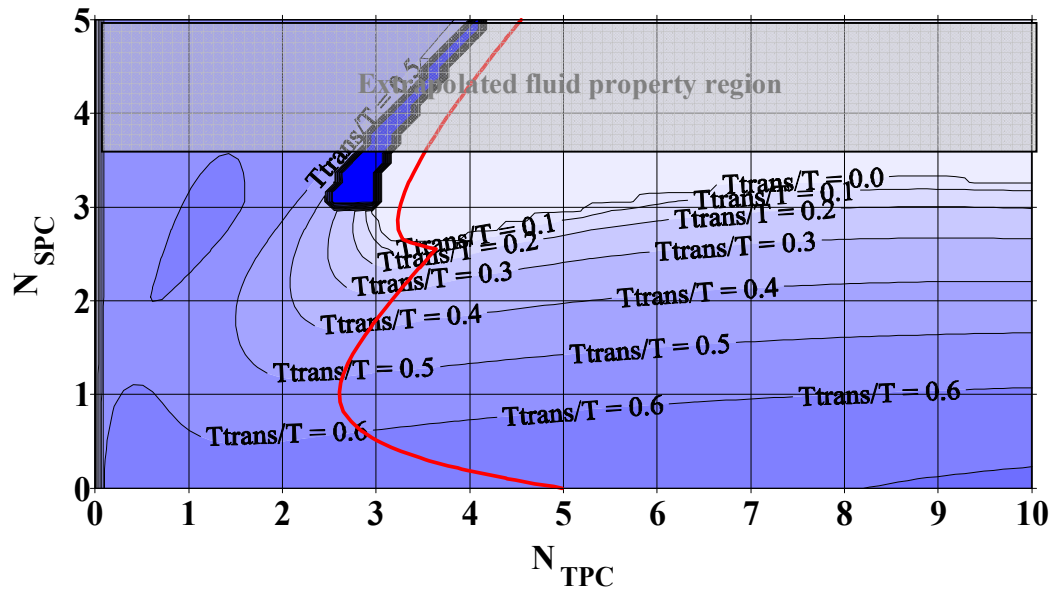 5
Extrapolated fluid property region
Ttrans/T = 0.5
4
3
Ttrans/T = 0.0
Ttrans/T = 0.1
Ttrans/T = 0.2
Ttrans/T = 0.1
Ttrans/T = 0.2
Ttrans/T = 0.3
Ttrans/T = 0.3
N SPC
2
Ttrans/T = 0.4
Ttrans/T = 0.4
Ttrans/T = 0.5
Ttrans/T = 0.5
1
Ttrans/T = 0.6
Ttrans/T = 0.6
Ttrans/T = 0.6
0
0 1 2 3 4 5 6 7 8 9 10
N TPC